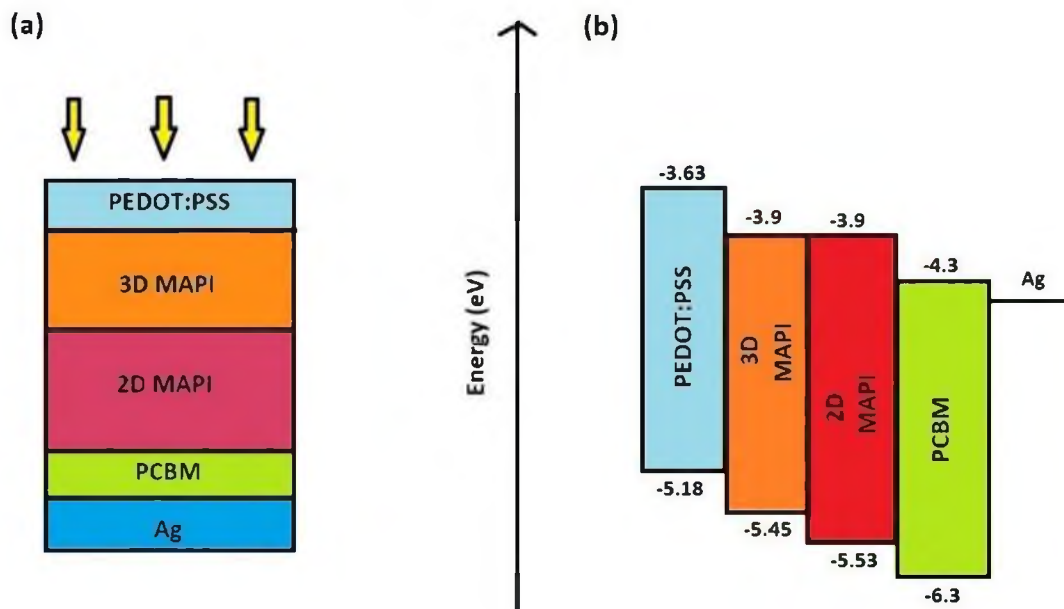 (a)
PEDOT:PSS
3D MAPI
2D MAPI
PCBM
Ag
Energy (eV)
(b)
-3.63
-3.9
-3.9
-4.3
Ag
PEDOT:PSS
3D
MAPI
2D
MAPI
PCBM
-5.18
-5.45
-5.53
-6.3